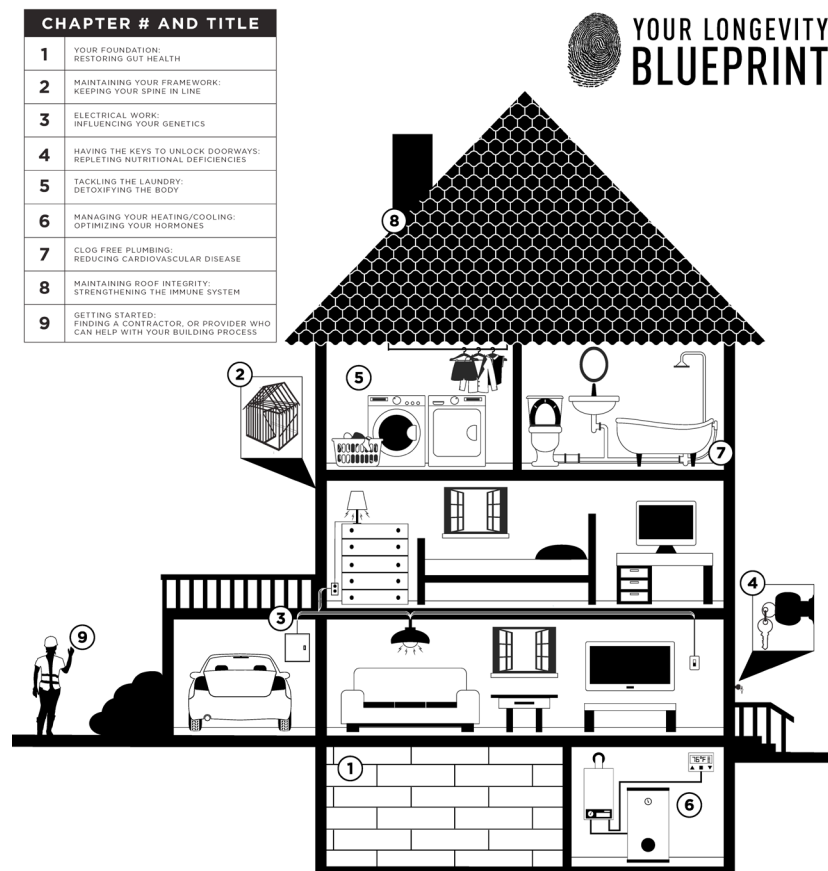 CHAPTER # AND TITLE
1
YOUR FOUNDATION:
RESTORING GUT HEALTH
2
MAINTAINING YOUR FRAMEWORK:
KEEPING YOUR SPINE IN LINE
3
ELECTRICAL WORK:
INFLUENCING YOUR GENETICS
4
HAVING THE KEYS TO UNLOCK DOORWAYS:
REPLETING NUTRITIONAL DEFICIENCIES
5
TACKLING THE LAUNDRY:
DETOXIFYING THE BODY
6
MANAGING YOUR HEATING/COOLING:
OPTIMIZING YOUR HORMONES
7
CLOG FREE PLUMBING:
REDUCING CARDIOVASCULAR DISEASE
8
MAINTAINING ROOF INTEGRITY:
STRENGTHENING THE IMMUNE SYSTEM
9
GETTING STARTED:
FINDING A CONTRACTOR, OR PROVIDER WHO
CAN HELP WITH YOUR BUILDING PROCESS
YOUR LONGEVITY
BLUEPRINT
8
2
5
7
4
3
9
1
76°F
6